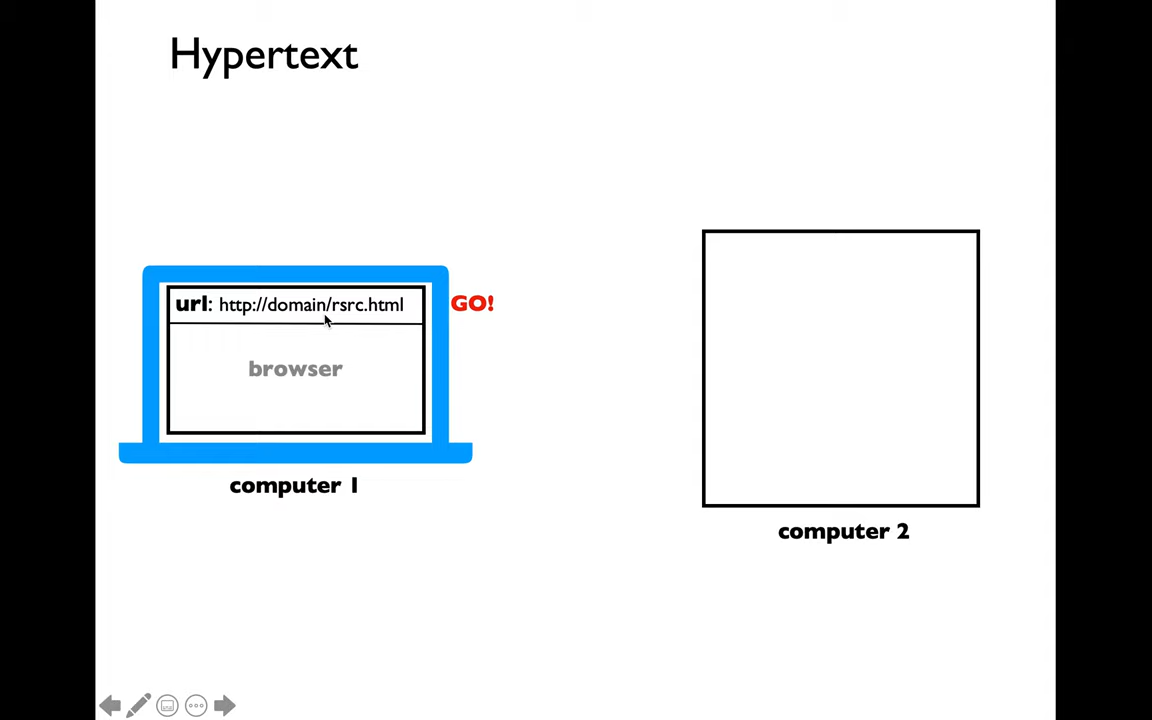 Hypertext
url: http://domain/rsrc.html
GO!
browser
computer 1
computer 2